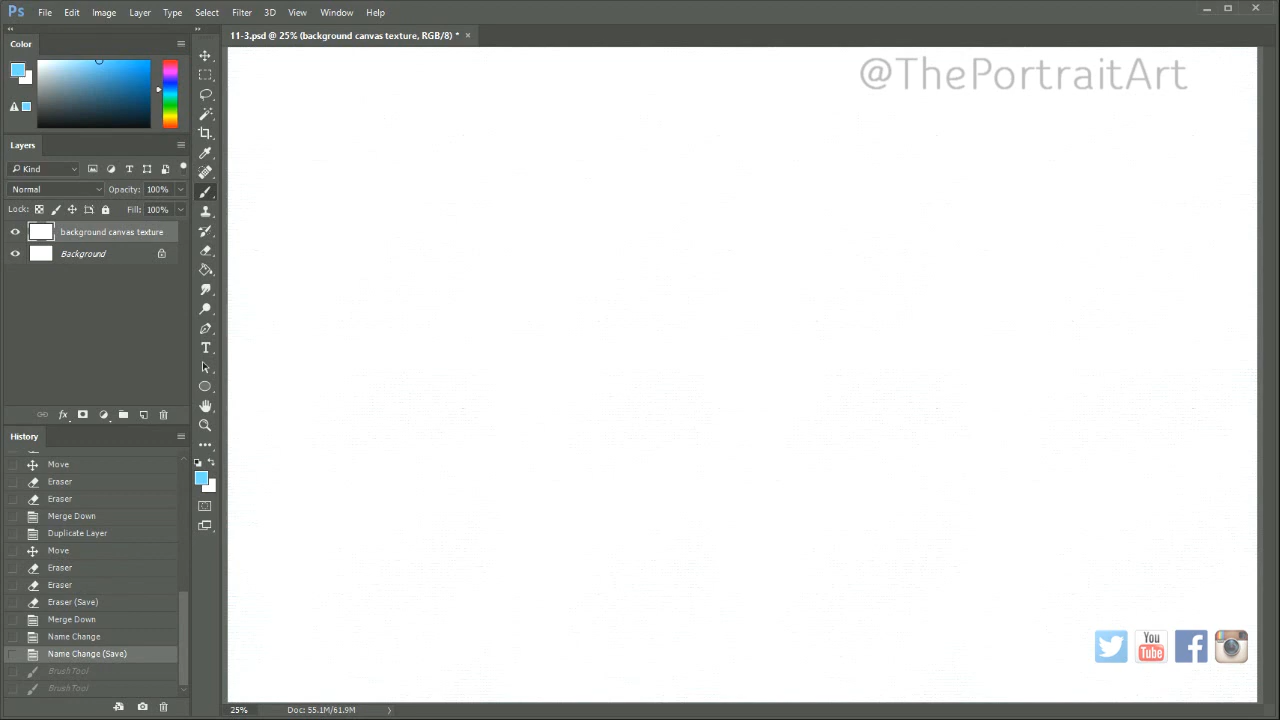 Ps File Edit Image Layer Type Select Filter 3D View Window Help
11-3.psd @ 25% (background canvas texture, RGB/8) * ×
Color
@ThePortraitArt
Layers
Kind
Normal Opacity: 100%
Lock: Fill: 100%
background canvas texture
Background
fx
History
Move
Eraser
Eraser
Merge Down
Duplicate Layer
Move
Eraser
Eraser
Eraser (Save)
Merge Down
Name Change
Name Change (Save)
Brush Tool
Brush Tool
You
Tube
25% Doc: 55.1M/61.9M